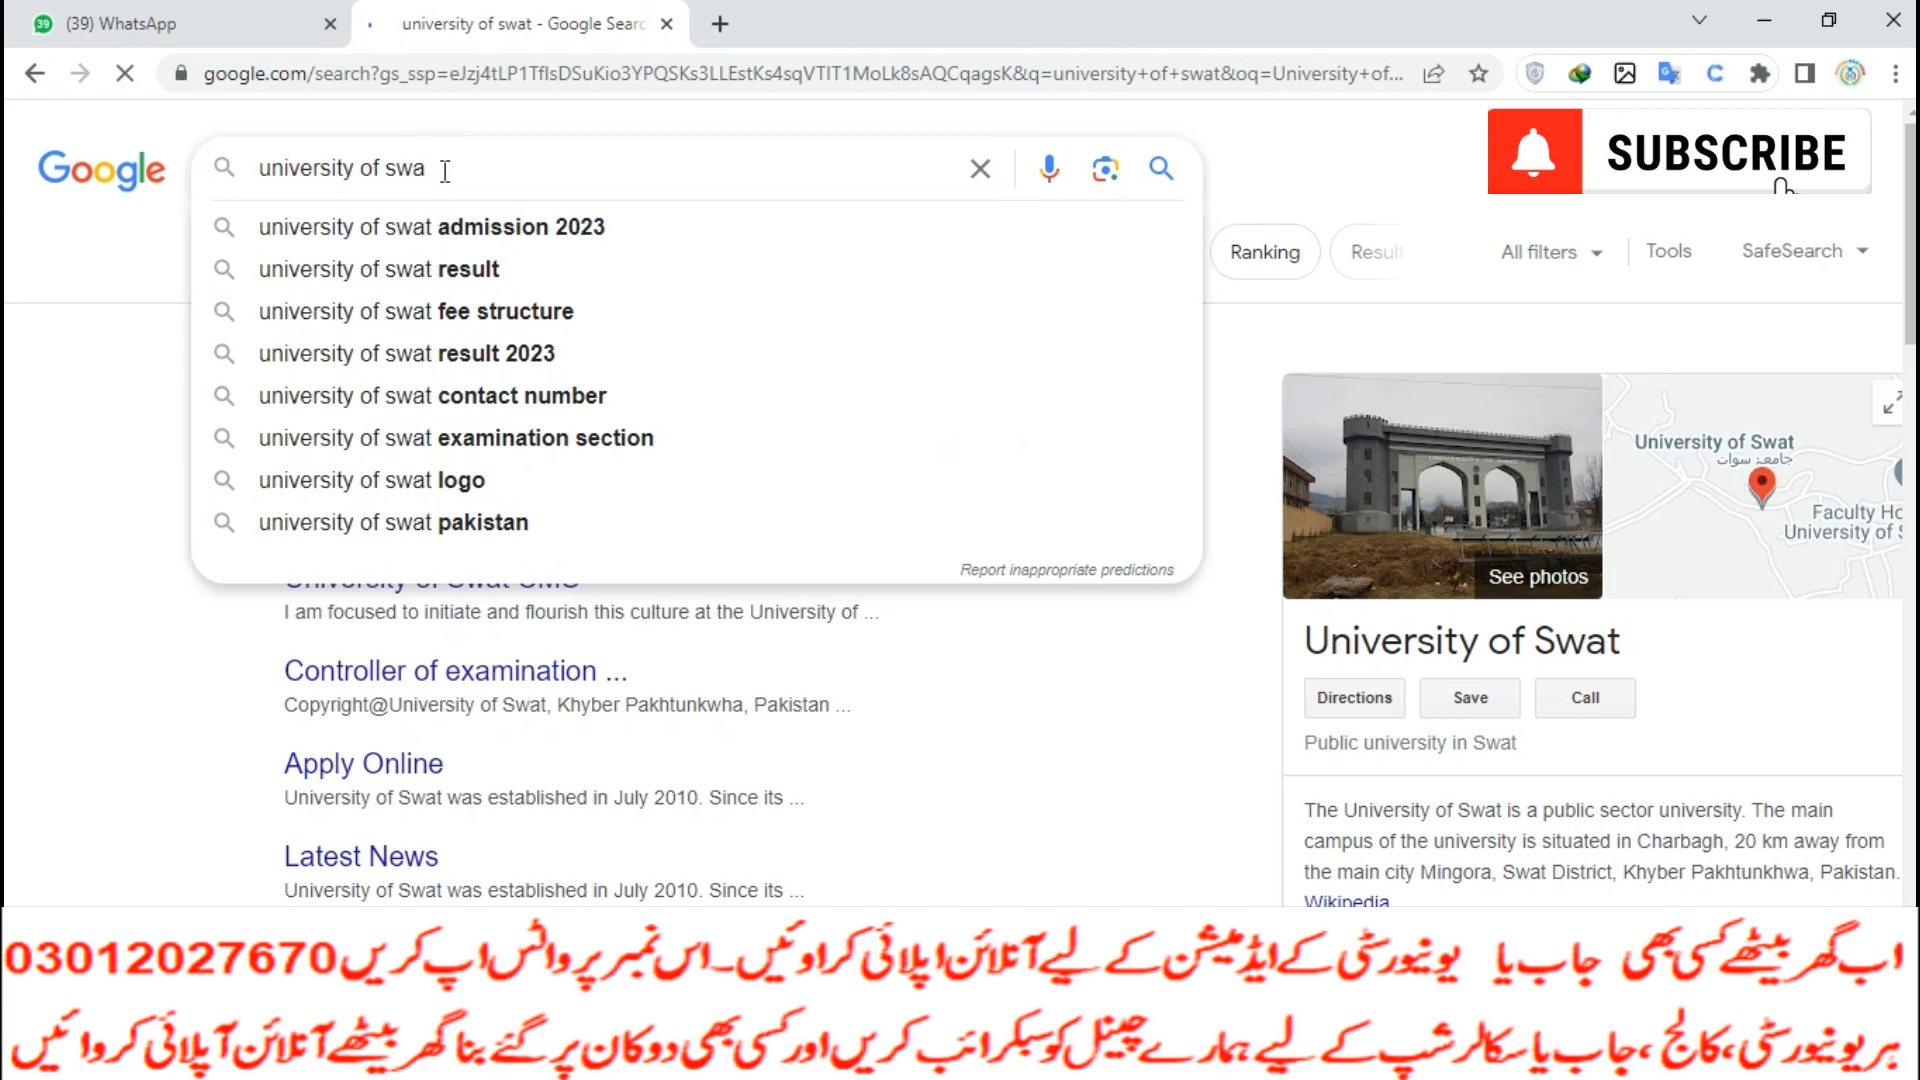 (39) WhatsApp
university of swat - Google Searc
google.com/search?gs_ssp=eJzj4tLP1TfIsDSuKio3YPQSKs3LLEstKs4sqVTIT1MoLk8sAQCqagsK&q=university+of+swat&oq=University+of...
Google
university of swa
SUBSCRIBE
university of swat admission 2023
university of swat result
university of swat fee structure
university of swat result 2023
university of swat contact number
university of swat examination section
university of swat logo
university of swat pakistan
Report inappropriate predictions
Ranking
Result
All filters
Tools
SafeSearch
I am focused to initiate and flourish this culture at the University of ...
Controller of examination ...
Copyright@University of Swat, Khyber Pakhtunkwha, Pakistan ...
Apply Online
University of Swat was established in July 2010. Since its ...
Latest News
University of Swat was established in July 2010. Since its ...
UNIVERSITY OF SWAT
See photos
University of Swat
جامعۂ سوات
Faculty Ho
University of S
University of Swat
Directions
Save
Call
Public university in Swat
The University of Swat is a public sector university. The main
campus of the university is situated in Charbagh, 20 km away from
the main city Mingora, Swat District, Khyber Pakhtunkhwa, Pakistan.
Wikipedia
اب گھر بیٹھے کسی بھی جاب یا یونیورسٹی کے ایڈمیشن کے لیے آنلائن اپلائی کراوئیں۔اس نمبر پر واٹس اپ کریں 03012027670
ہر یونیورسٹی، کالج ،جاب یا سکالرشپ کے لیے ہمارے چینل کو سبکرائب کریں اور کسی بھی دوکان پر گئے بنا گھر بیٹھے آنلائن آپلائی کروائیں